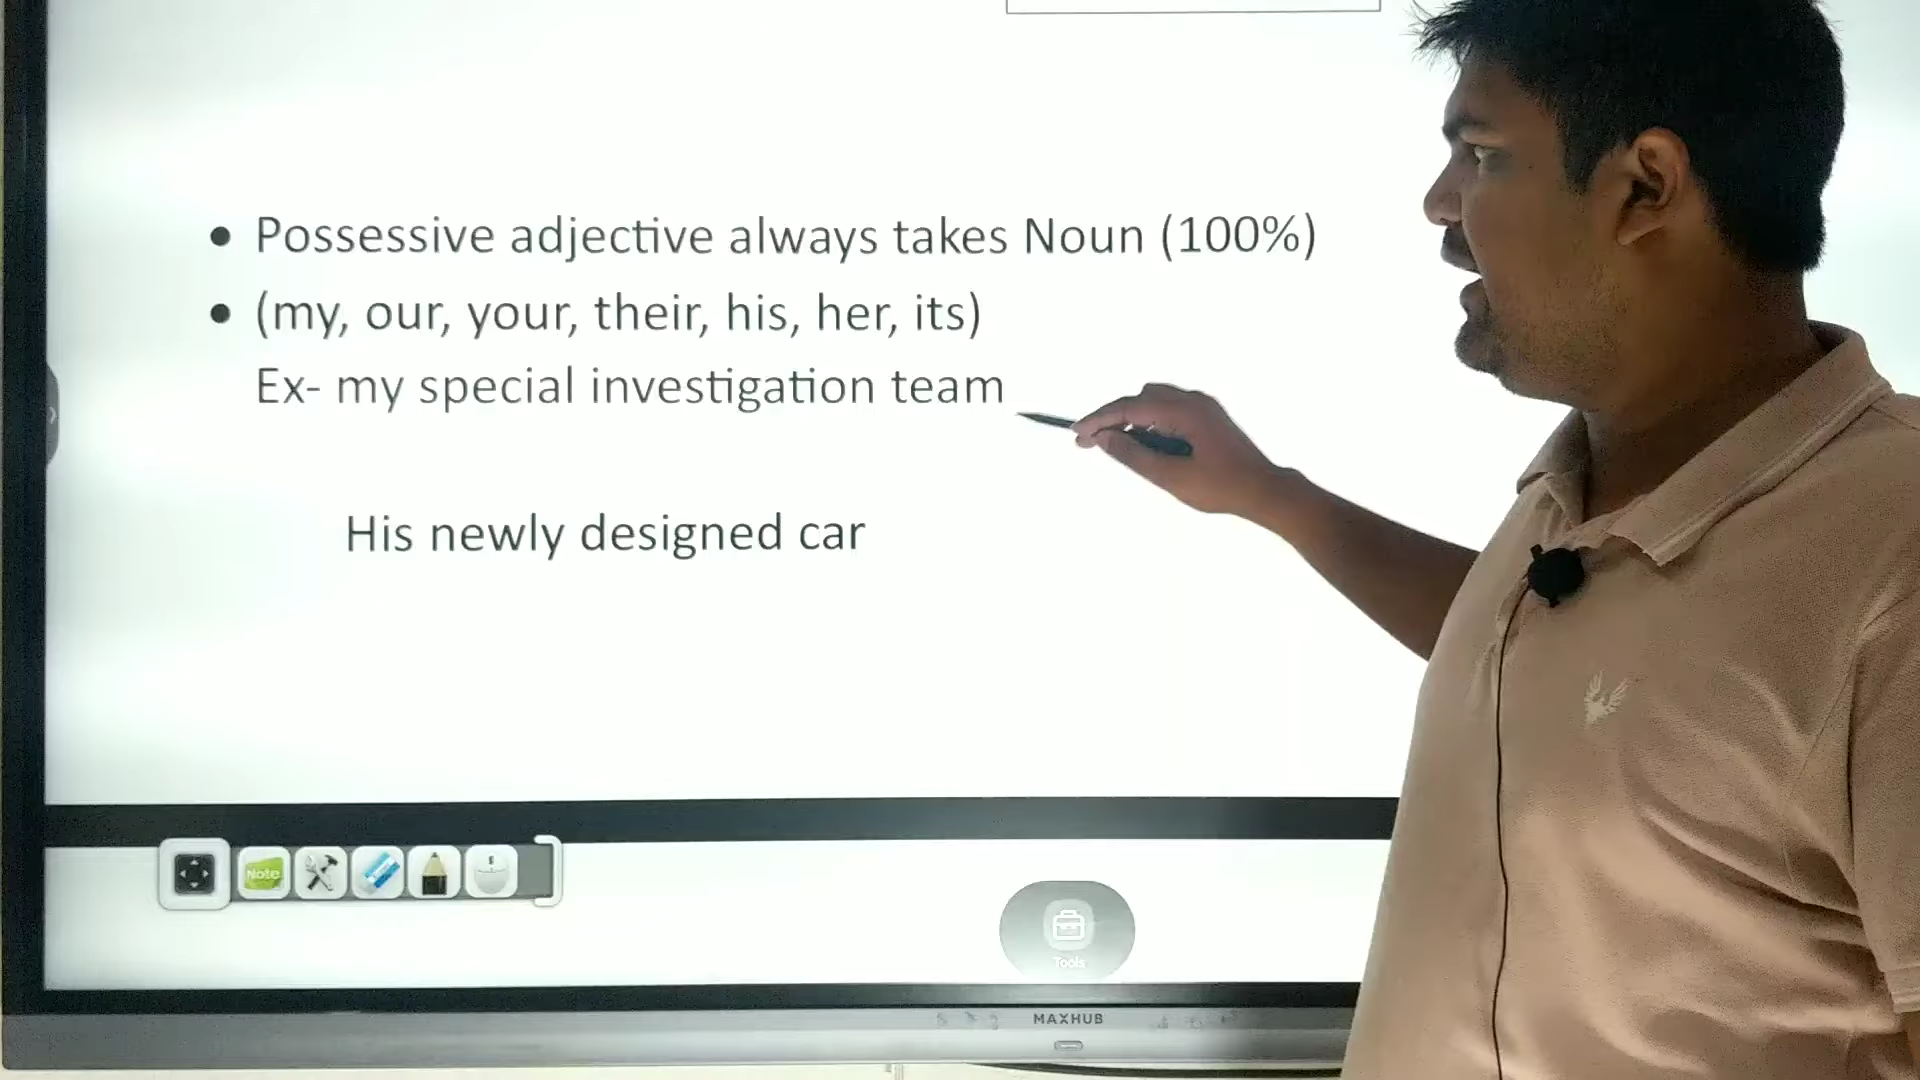 • Possessive adjective always takes Noun (100%)
• (my, our, your, their, his, her, its)
Ex- my special investigation team
His newly designed car
Note
Tools
MAXHUB